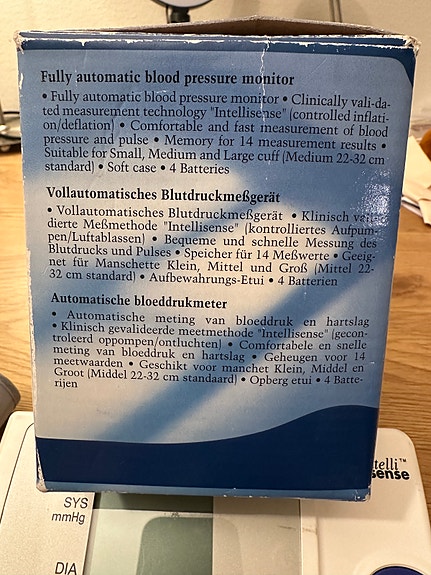 Fully automatic blood pressure monitor
• Fully automatic blood pressure monitor • Clinically vali-da-
ted measurement technology "Intellisense" (controlled inflati-
on/deflation) • Comfortable and fast measurement of blood
pressure and pulse • Memory for 14 measurement results •
Suitable for Small, Medium and Large cuff (Medium 22-32 cm
standard) • Soft case • 4 Batteries
Vollautomatisches Blutdruckmeßgerät
• Vollautomatisches Blutdruckmeßgerät • Klinisch vali-
dierte Meßmethode "Intellisense" (kontrolliertes Aufpum-
pen/Luftablassen) • Bequeme und schnelle Messung des
Blutdrucks und Pulses • Speicher für 14 Meßwerte • Geeig-
net für Manschette Klein, Mittel und Groß (Mittel 22-
32 cm standard) • Aufbewahrungs-Etui • 4 Batterien
Automatische bloeddrukmeter
• Automatische meting van bloeddruk en hartslag
• Klinisch gevalideerde meetmethode "Intellisense" (gecon-
troleerd oppompen/ontluchten) • Comfortabele en snelle
meting van bloeddruk en hartslag • Geheugen voor 14
meetwaarden • Geschikt voor manchet Klein, Middel en
Groot (Middel 22-32 cm standaard) • Opberg etui • 4 Batte-
rijen
telli™
sense
SYS
mmHg
DIA